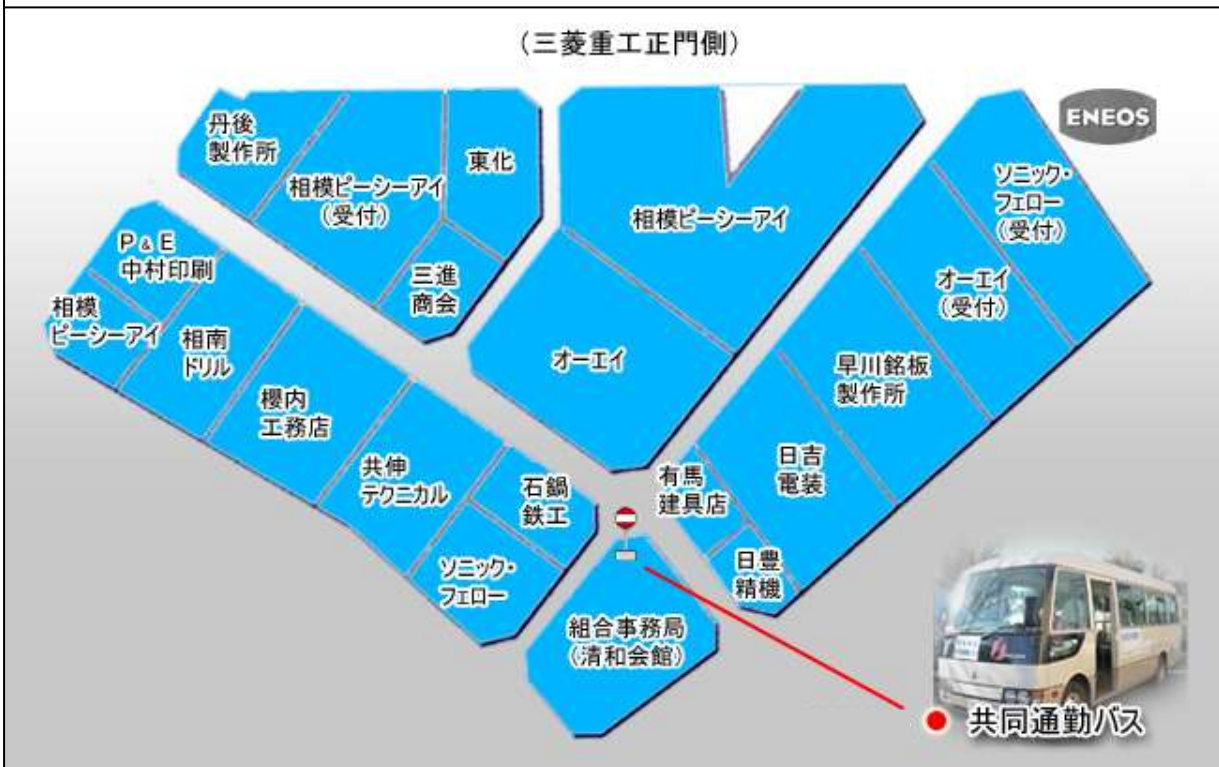 (三菱重工正門側)
ENEOS
丹後
製作所
相模ピーシーアイ
(受付)
東化
三進
商会
相模ピーシーアイ
オーエイ
ソニック・
フェロー
(受付)
オーエイ
(受付)
早川銘板
製作所
日吉
電装
有馬
建具店
日豊
精機
P & E
中村印刷
相模
ピーシーアイ
相南
ドリル
櫻内
工務店
共伸
テクニカル
石鍋
鉄工
ソニック・
フェロー
組合事務局
(清和会館)
共同通勤バス